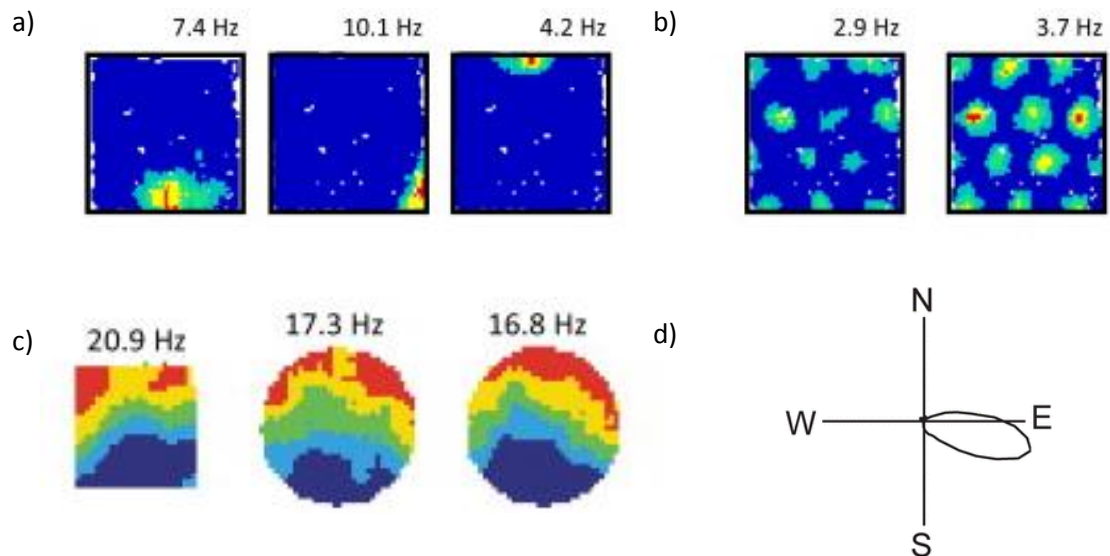 a)
7.4 Hz
10.1 Hz
4.2 Hz
b)
2.9 Hz
3.7 Hz
c)
20.9 Hz
17.3 Hz
16.8 Hz
d)
N
W
E
S